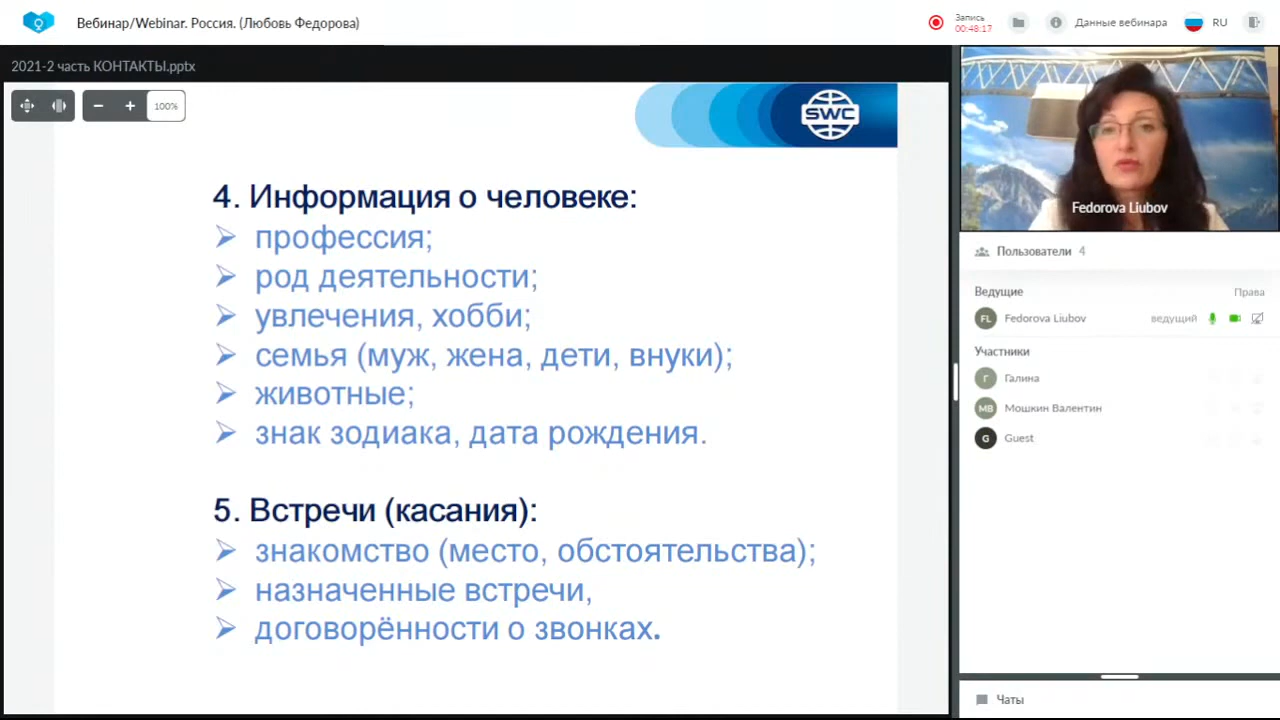 Вебинар/Webinar. Россия. (Любовь Федорова)
Запись
00:48:17
Данные вебинара
RU
2021-2 часть КОНТАКТЫ.pptx
100%
SWC
4. Информация о человеке:
профессия;
род деятельности;
увлечения, хобби;
семья (муж, жена, дети, внуки);
животные;
знак зодиака, дата рождения.
5. Встречи (касания):
знакомство (место, обстоятельства);
назначенные встречи,
договорённости о звонках.
Fedorova Liubov
Пользователи 4
Ведущие Права
FL Fedorova Liubov ведущий
Участники
Г Галина
МВ Мошкин Валентин
G Guest
Чаты